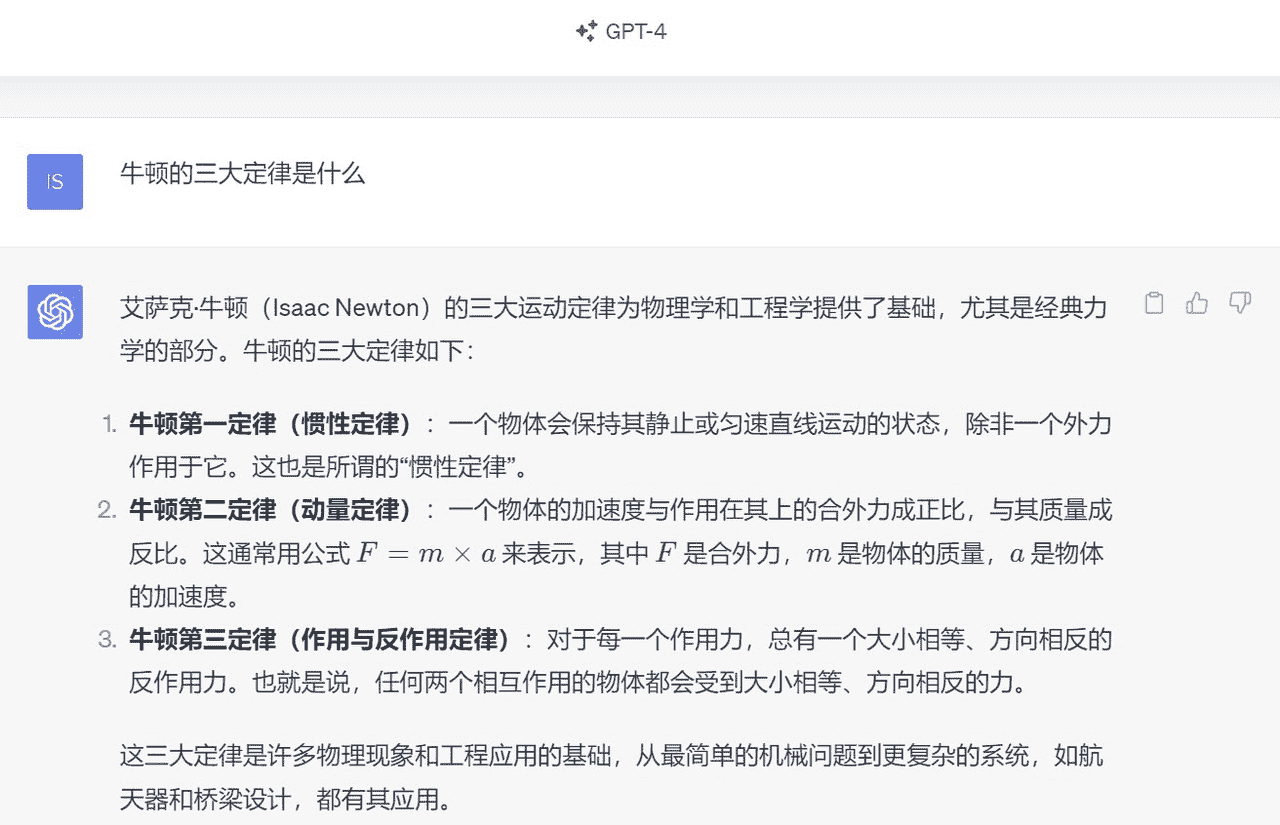 GPT-4
IS
牛顿的三大定律是什么
艾萨克·牛顿（Isaac Newton）的三大运动定律为物理学和工程学提供了基础，尤其是经典力
学的部分。牛顿的三大定律如下：
1. 牛顿第一定律（惯性定律）：一个物体会保持其静止或匀速直线运动的状态，除非一个外力
作用于它。这也是所谓的“惯性定律”。
2. 牛顿第二定律（动量定律）：一个物体的加速度与作用在其上的合外力成正比，与其质量成
反比。这通常用公式 F = m × a 来表示，其中 F 是合外力，m 是物体的质量，a 是物体
的加速度。
3. 牛顿第三定律（作用与反作用定律）：对于每一个作用力，总有一个大小相等、方向相反的
反作用力。也就是说，任何两个相互作用的物体都会受到大小相等、方向相反的力。
这三大定律是许多物理现象和工程应用的基础，从最简单的机械问题到更复杂的系统，如航
天器和桥梁设计，都有其应用。